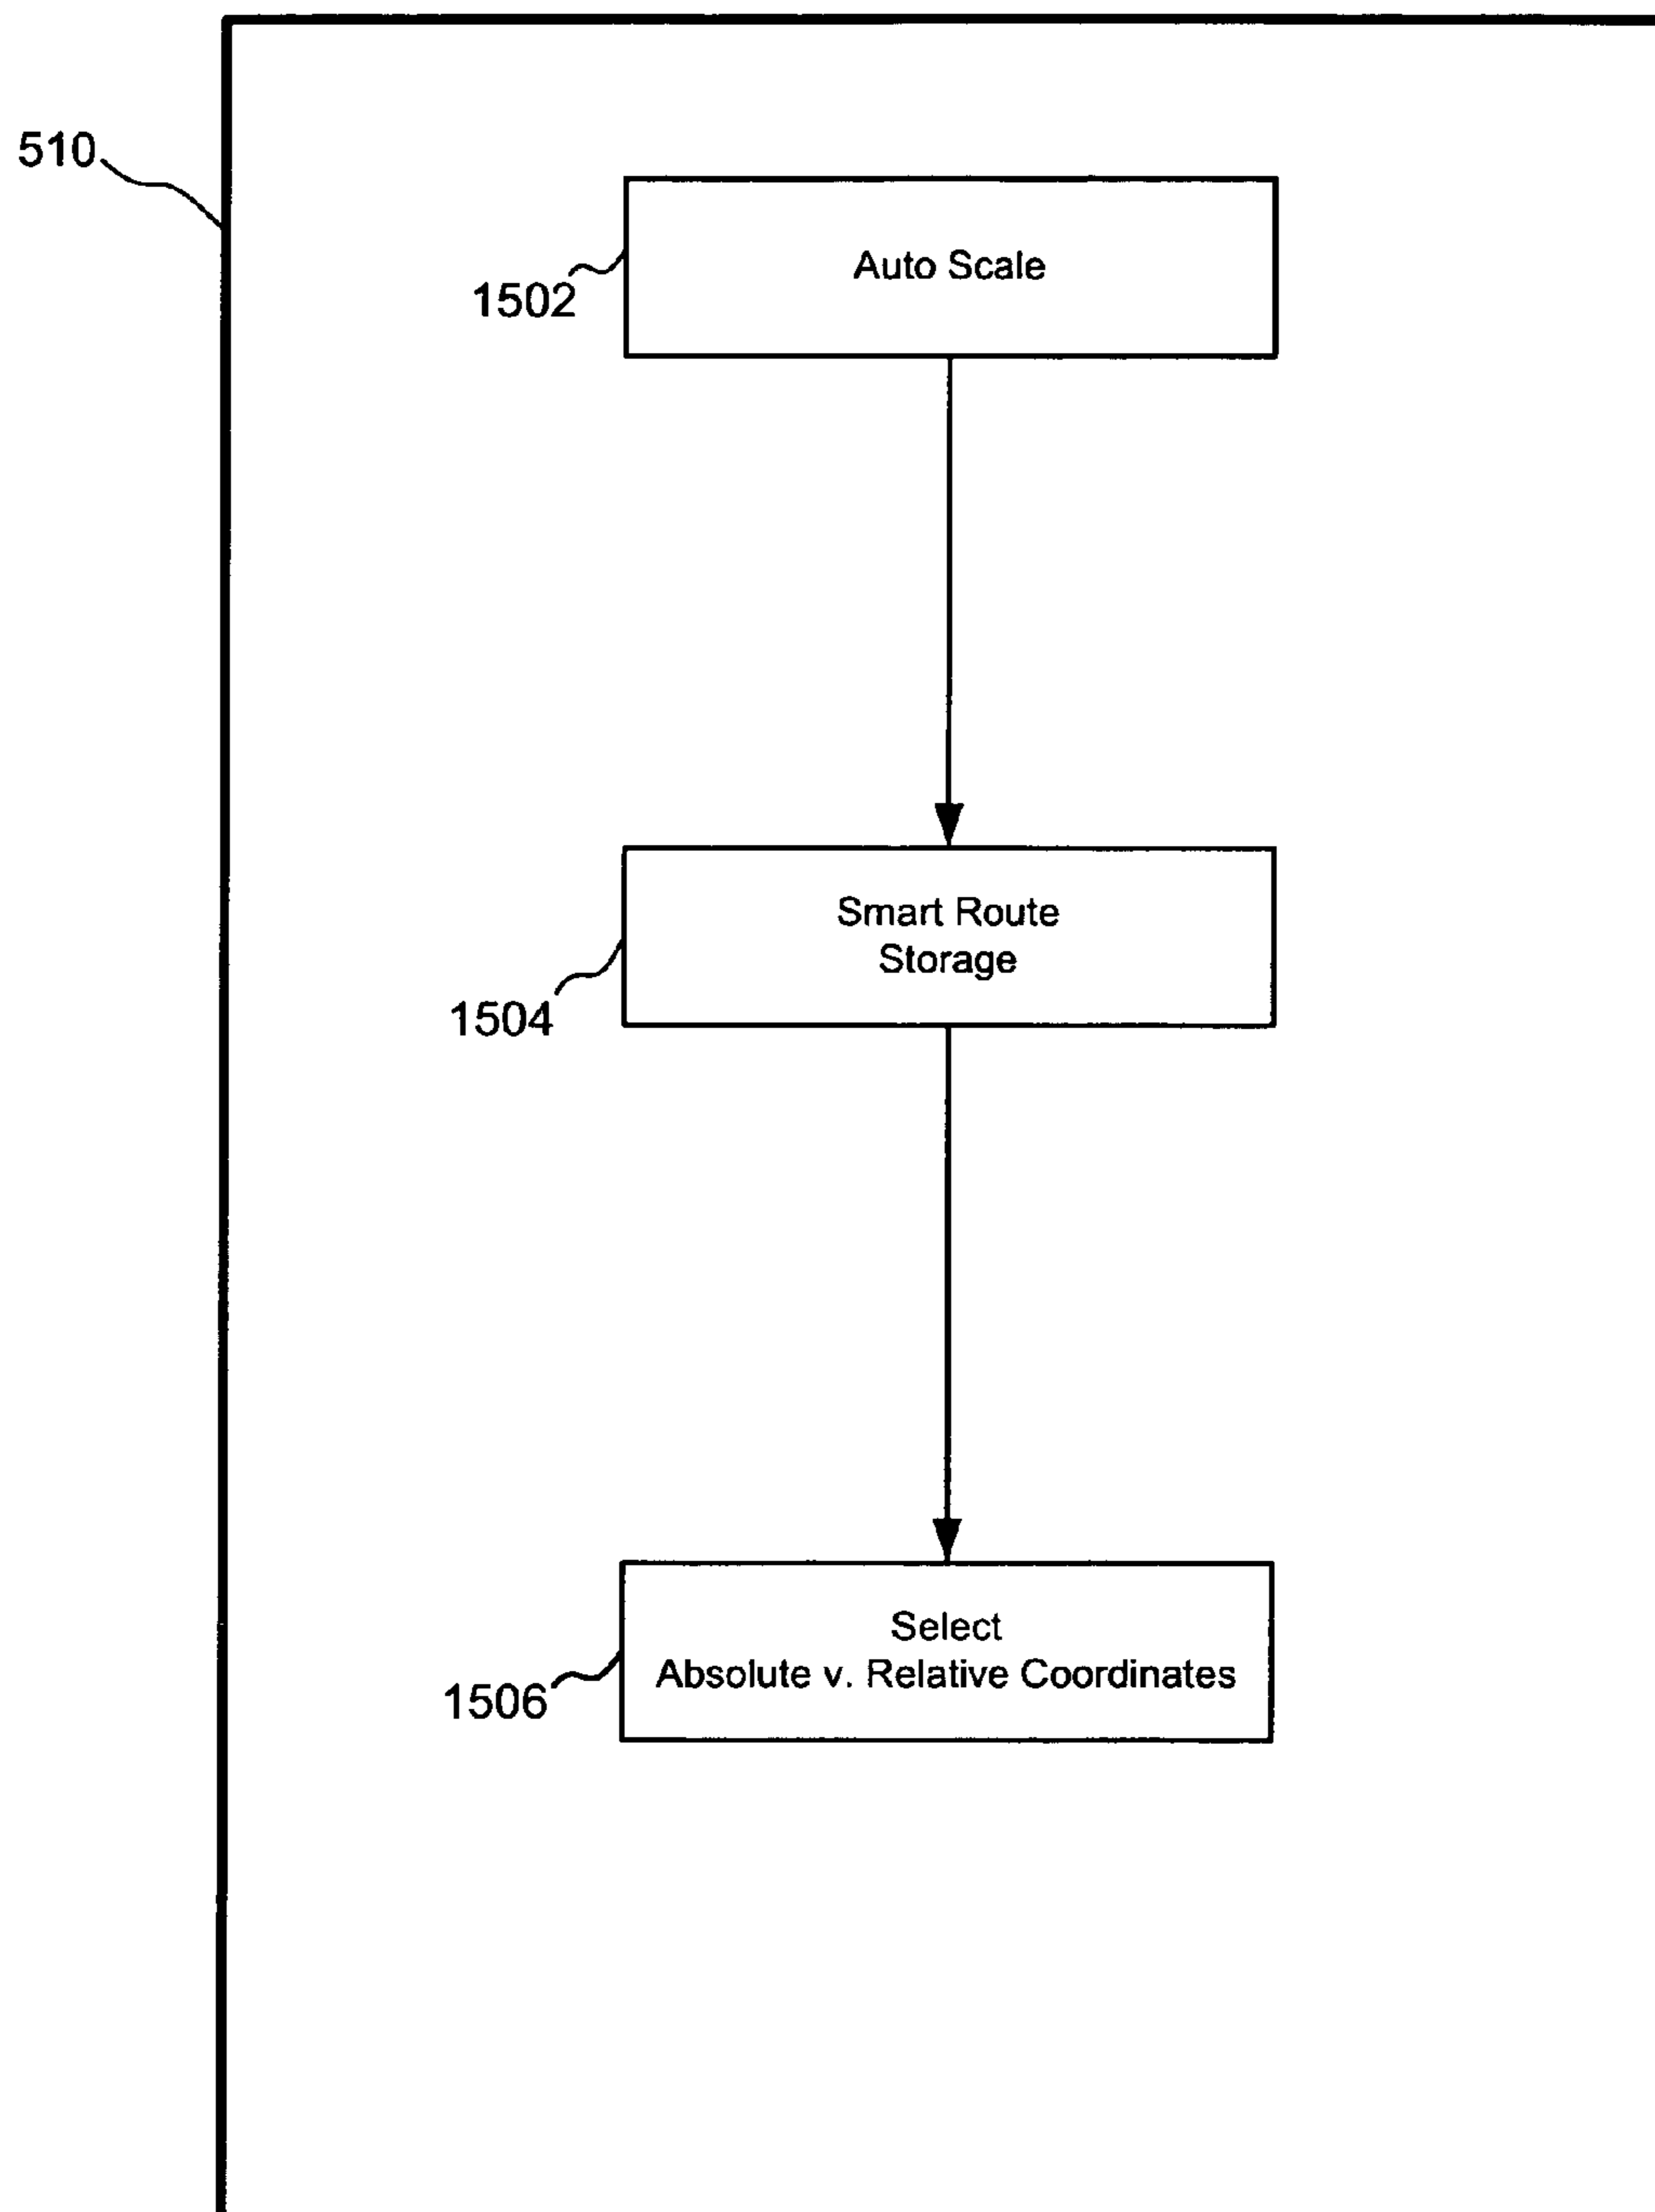 510
Auto Scale
1502
Smart Route
Storage
1504
Select
Absolute v. Relative Coordinates
1506